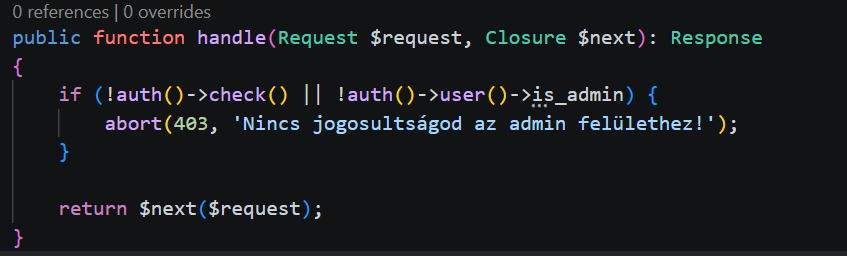 0 references | 0 overrides
public function handle(Request $request, Closure $next): Response
{
    if (!auth()->check() || !auth()->user()->is_admin) {
        abort(403, 'Nincs jogosultságod az admin felülethez!');
    }

    return $next($request);
}